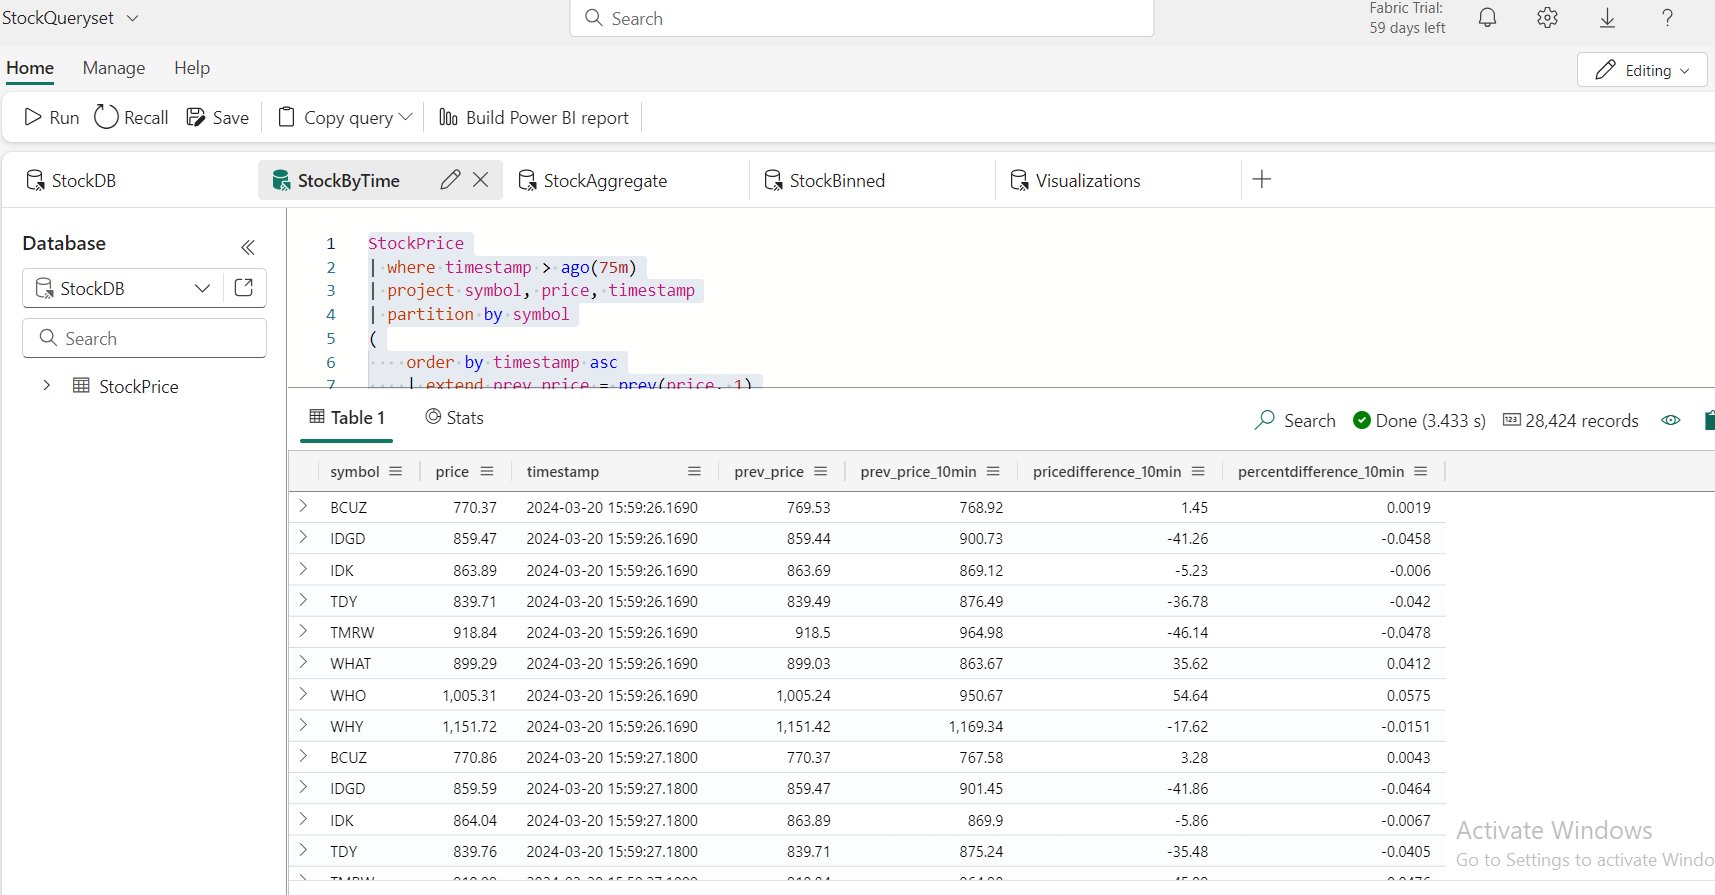 StockQueryset
Search
Fabric Trial:
59 days left
?
Home Manage Help
Editing
Run Recall Save Copy query Build Power BI report
StockDB StockByTime StockAggregate StockBinned Visualizations
Database
StockDB
Search
StockPrice
1 StockPrice
2 | where timestamp > ago(75m)
3 | project symbol, price, timestamp
4 | partition by symbol
5 (
6 order by timestamp asc
7 | extend prev_price = prev(price, 1)
Table 1 Stats Search Done (3.433 s) 123 28,424 records
symbol price timestamp prev_price prev_price_10min pricedifference_10min percentdifference_10min
BCUZ 770.37 2024-03-20 15:59:26.1690 769.53 768.92 1.45 0.0019
IDGD 859.47 2024-03-20 15:59:26.1690 859.44 900.73 -41.26 -0.0458
IDK 863.89 2024-03-20 15:59:26.1690 863.69 869.12 -5.23 -0.006
TDY 839.71 2024-03-20 15:59:26.1690 839.49 876.49 -36.78 -0.042
TMRW 918.84 2024-03-20 15:59:26.1690 918.5 964.98 -46.14 -0.0478
WHAT 899.29 2024-03-20 15:59:26.1690 899.03 863.67 35.62 0.0412
WHO 1,005.31 2024-03-20 15:59:26.1690 1,005.24 950.67 54.64 0.0575
WHY 1,151.72 2024-03-20 15:59:26.1690 1,151.42 1,169.34 -17.62 -0.0151
BCUZ 770.86 2024-03-20 15:59:27.1800 770.37 767.58 3.28 0.0043
IDGD 859.59 2024-03-20 15:59:27.1800 859.47 901.45 -41.86 -0.0464
IDK 864.04 2024-03-20 15:59:27.1800 863.89 869.9 -5.86 -0.0067
TDY 839.76 2024-03-20 15:59:27.1800 839.71 875.24 -35.48 -0.0405
Activate Windows
Go to Settings to activate Windo